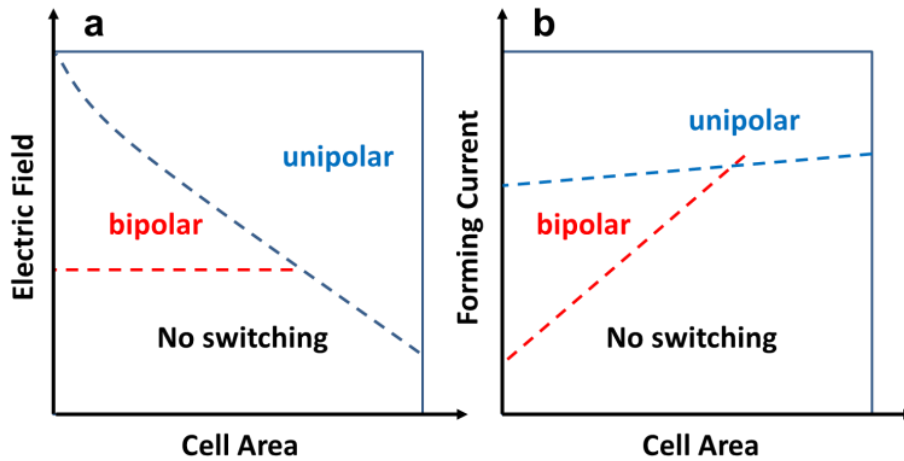 a
Electric Field
unipolar
bipolar
No switching
Cell Area
b
Forming Current
unipolar
bipolar
No switching
Cell Area